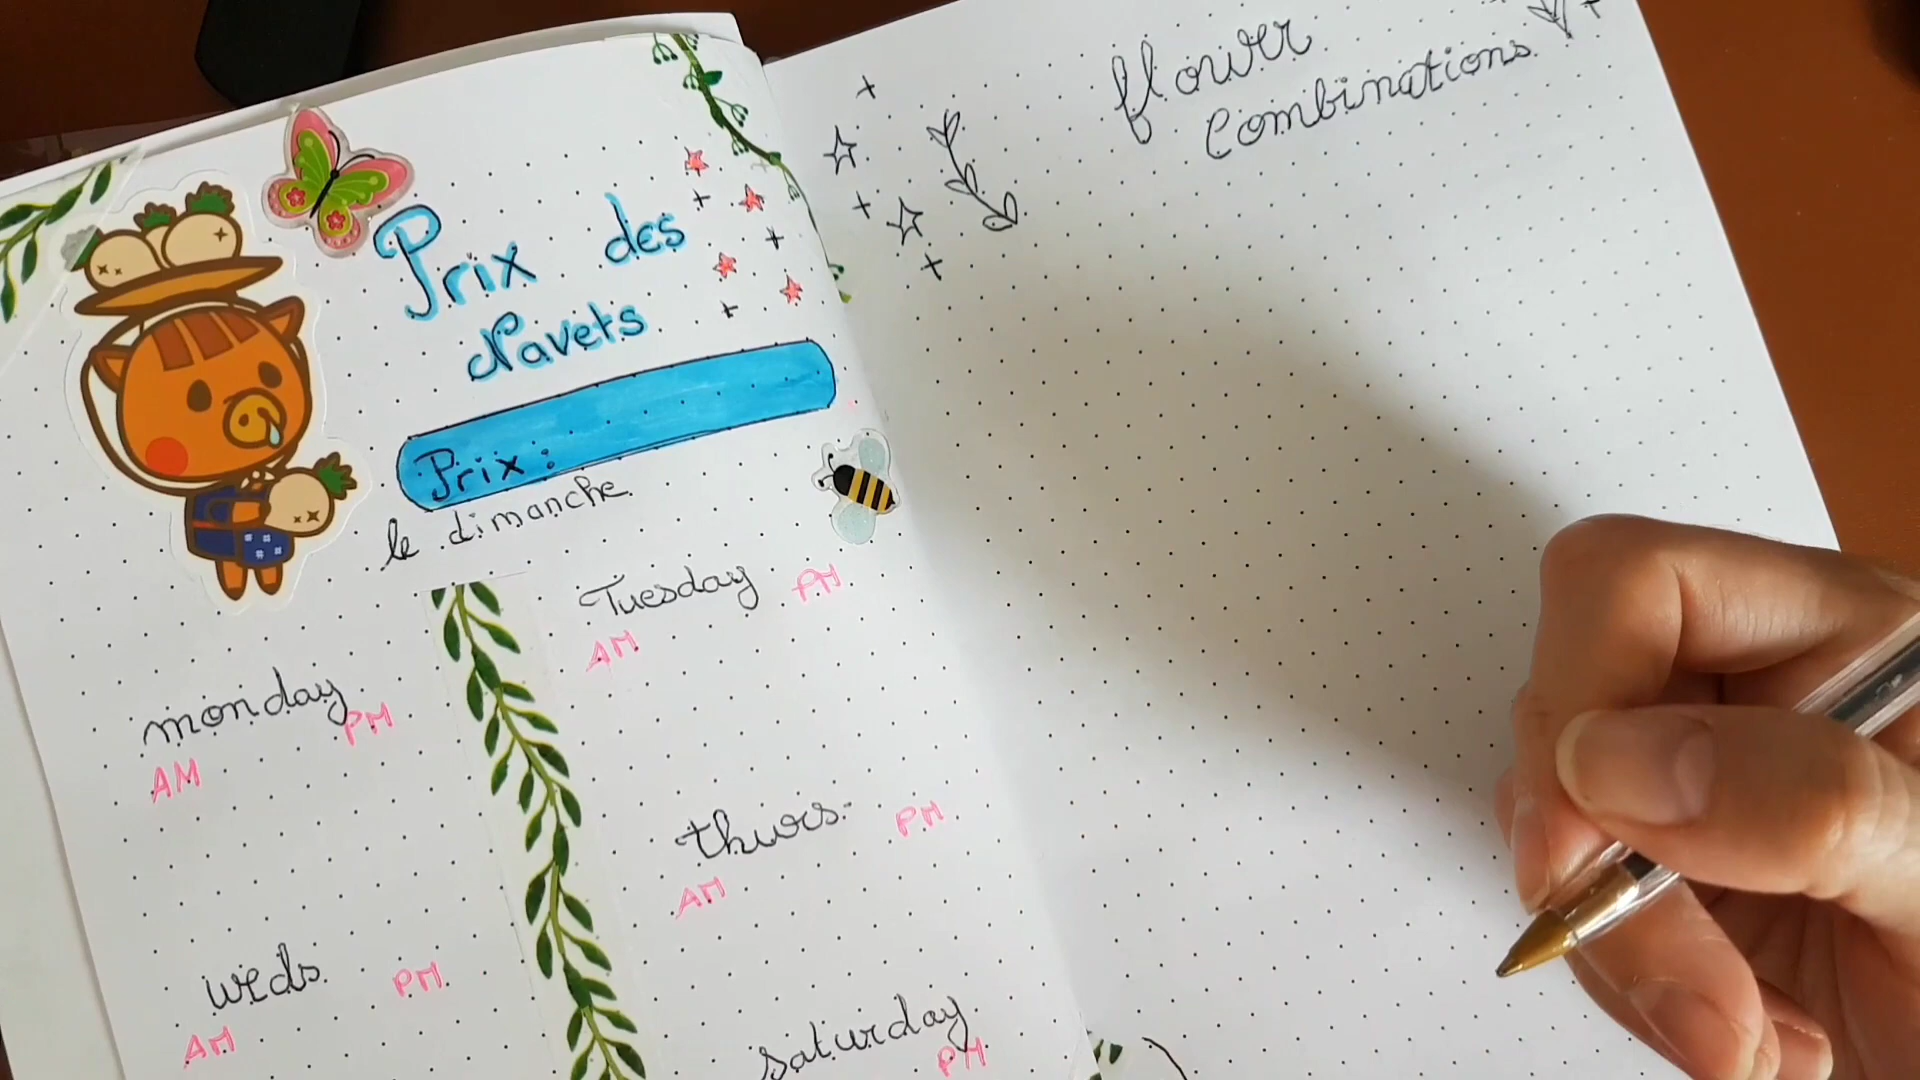 Prix des
Navets
Prix :
le dimanche
monday
PM
AM
Tuesday PM
AM
weds. PM
AM
thurs. PM
AM
saturday
PM
flower
Combinations